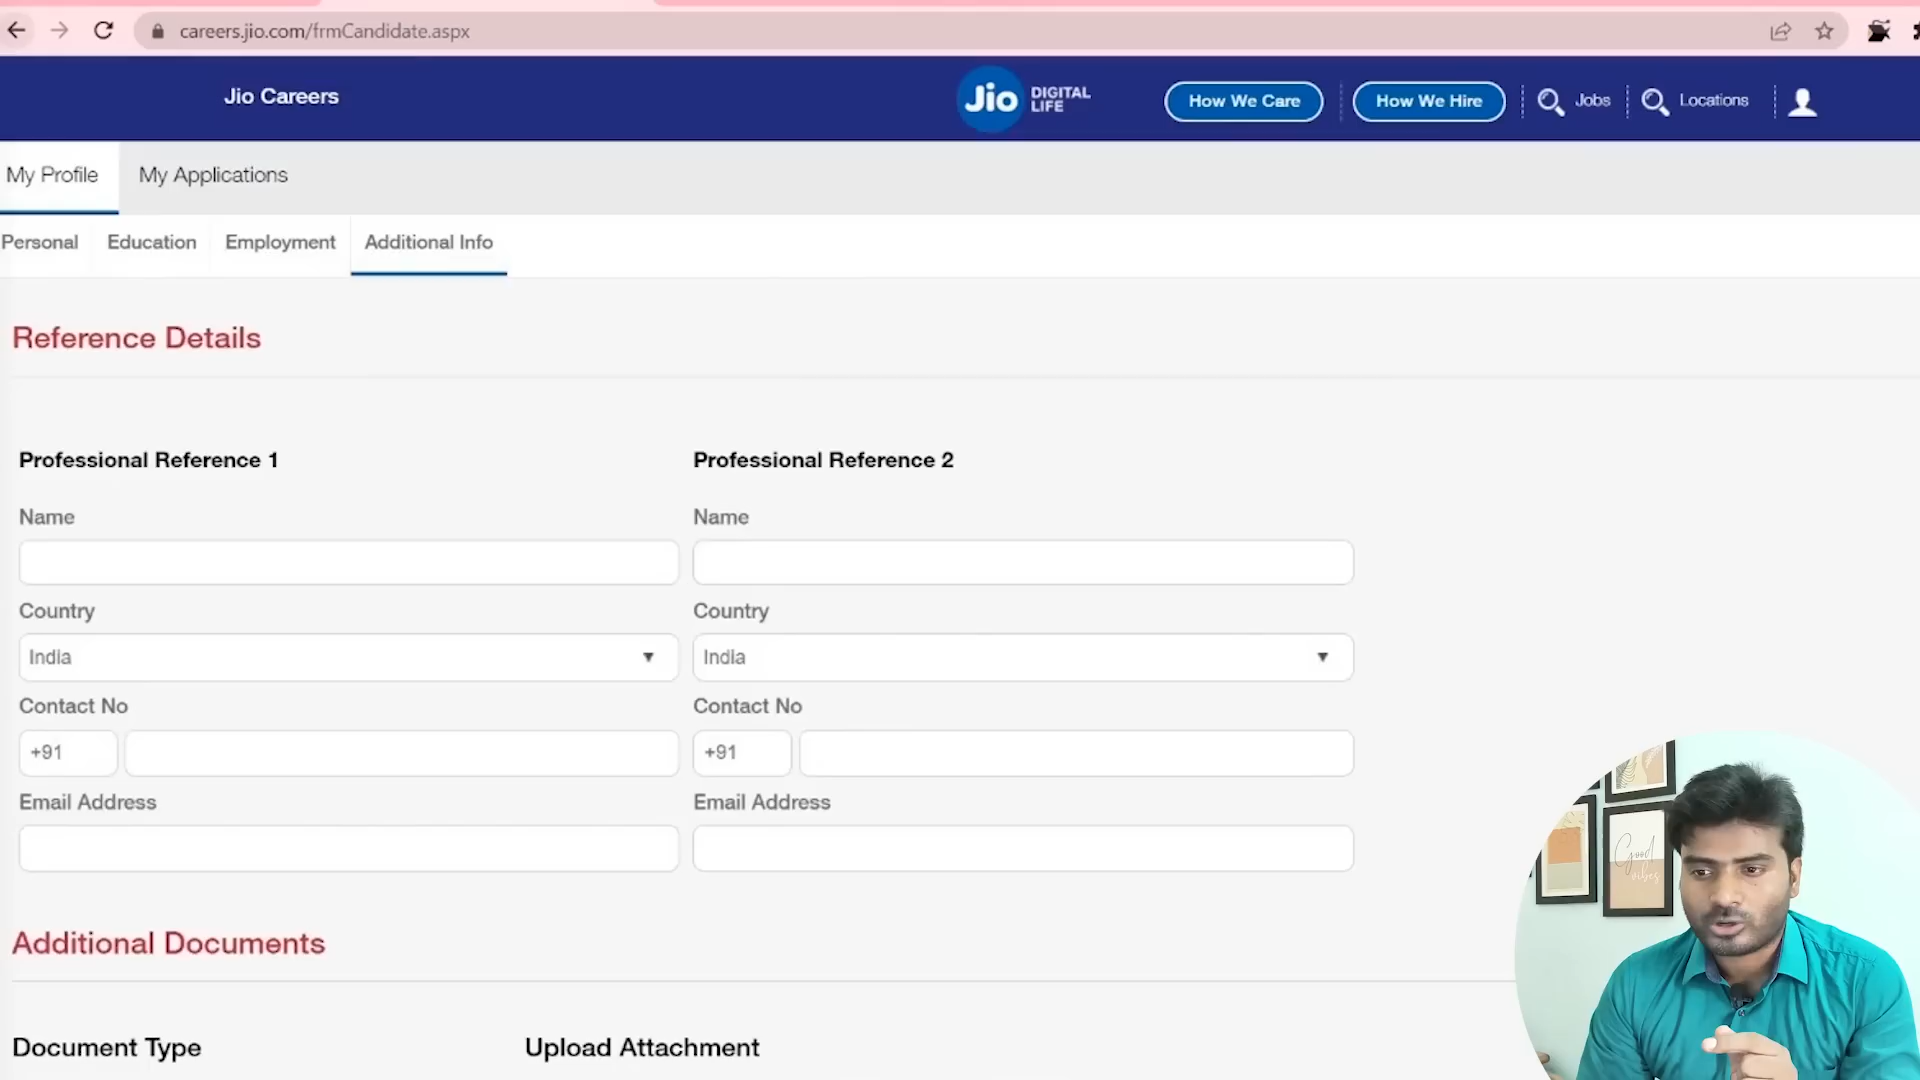 careers.jio.com/frmCandidate.aspx
Jio Careers
Jio DIGITAL LIFE
How We Care
How We Hire
Jobs
Locations
My Profile
My Applications
Personal
Education
Employment
Additional Info
Reference Details
Professional Reference 1
Professional Reference 2
Name
Name
Country
Country
India
India
Contact No
Contact No
+91
+91
Email Address
Email Address
Additional Documents
Document Type
Upload Attachment
Good
vibes